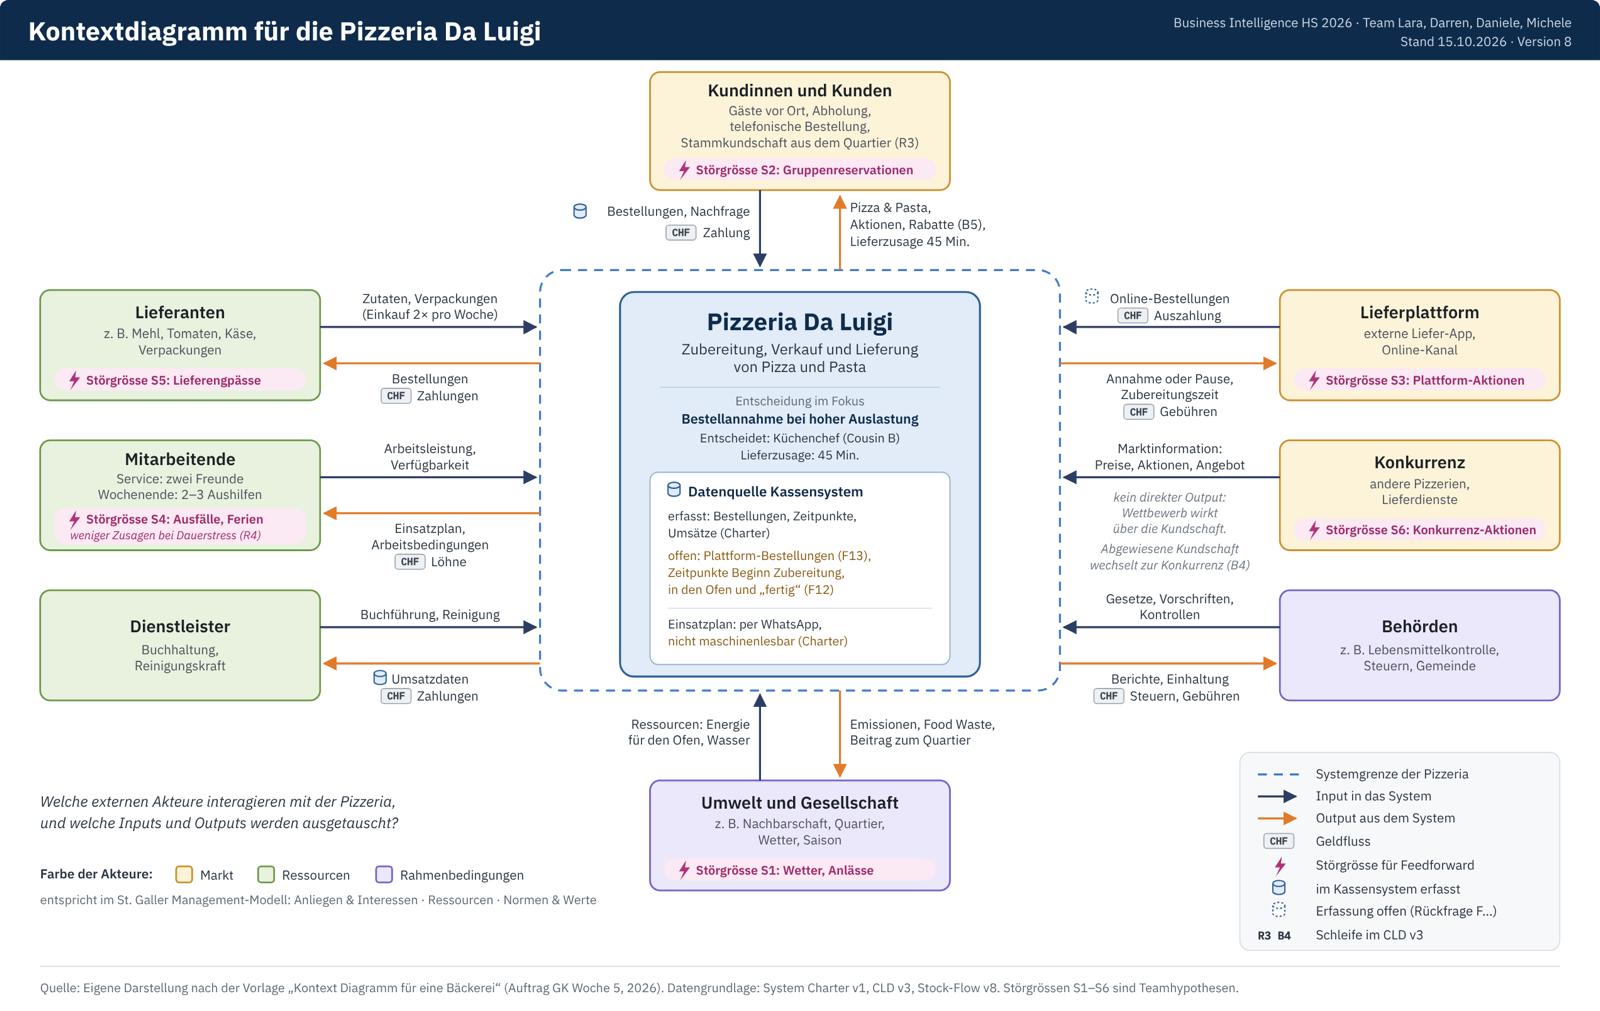 Kontextdiagramm für die Pizzeria Da Luigi
Business Intelligence HS 2026 · Team Lara, Darren, Daniele, Michele
Stand 15.10.2026 · Version 8
Kundinnen und Kunden
Gäste vor Ort, Abholung,
telefonische Bestellung,
Stammkundschaft aus dem Quartier (R3)
Störgrösse S2: Gruppenreservationen
Bestellungen, Nachfrage
CHF Zahlung
Pizza & Pasta,
Aktionen, Rabatte (B5),
Lieferzusage 45 Min.
Lieferanten
z. B. Mehl, Tomaten, Käse,
Verpackungen
Störgrösse S5: Lieferengpässe
Zutaten, Verpackungen
(Einkauf 2× pro Woche)
Bestellungen
CHF Zahlungen
Mitarbeitende
Service: zwei Freunde
Wochenende: 2–3 Aushilfen
Störgrösse S4: Ausfälle, Ferien
weniger Zusagen bei Dauerstress (R4)
Arbeitsleistung,
Verfügbarkeit
Einsatzplan,
Arbeitsbedingungen
CHF Löhne
Dienstleister
Buchhaltung,
Reinigungskraft
Buchführung, Reinigung
Umsatzdaten
CHF Zahlungen
Pizzeria Da Luigi
Zubereitung, Verkauf und Lieferung
von Pizza und Pasta
Entscheidung im Fokus
Bestellannahme bei hoher Auslastung
Entscheidet: Küchenchef (Cousin B)
Lieferzusage: 45 Min.
Datenquelle Kassensystem
erfasst: Bestellungen, Zeitpunkte,
Umsätze (Charter)
offen: Plattform-Bestellungen (F13),
Zeitpunkte Beginn Zubereitung,
in den Ofen und „fertig“ (F12)
Einsatzplan: per WhatsApp,
nicht maschinenlesbar (Charter)
Online-Bestellungen
CHF Auszahlung
Annahme oder Pause,
Zubereitungszeit
CHF Gebühren
Lieferplattform
externe Liefer-App,
Online-Kanal
Störgrösse S3: Plattform-Aktionen
Marktinformation:
Preise, Aktionen, Angebot
kein direkter Output:
Wettbewerb wirkt
über die Kundschaft.
Abgewiesene Kundschaft
wechselt zur Konkurrenz (B4)
Konkurrenz
andere Pizzerien,
Lieferdienste
Störgrösse S6: Konkurrenz-Aktionen
Gesetze, Vorschriften,
Kontrollen
Berichte, Einhaltung
CHF Steuern, Gebühren
Behörden
z. B. Lebensmittelkontrolle,
Steuern, Gemeinde
Ressourcen: Energie
für den Ofen, Wasser
Emissionen, Food Waste,
Beitrag zum Quartier
Umwelt und Gesellschaft
z. B. Nachbarschaft, Quartier,
Wetter, Saison
Störgrösse S1: Wetter, Anlässe
Welche externen Akteure interagieren mit der Pizzeria,
und welche Inputs und Outputs werden ausgetauscht?
Farbe der Akteure: Markt Ressourcen Rahmenbedingungen
entspricht im St. Galler Management-Modell: Anliegen & Interessen · Ressourcen · Normen & Werte
Systemgrenze der Pizzeria
Input in das System
Output aus dem System
CHF Geldfluss
Störgrösse für Feedforward
im Kassensystem erfasst
Erfassung offen (Rückfrage F…)
R3 B4 Schleife im CLD v3
Quelle: Eigene Darstellung nach der Vorlage „Kontext Diagramm für eine Bäckerei“ (Auftrag GK Woche 5, 2026). Datengrundlage: System Charter v1, CLD v3, Stock-Flow v8. Störgrössen S1–S6 sind Teamhypothesen.